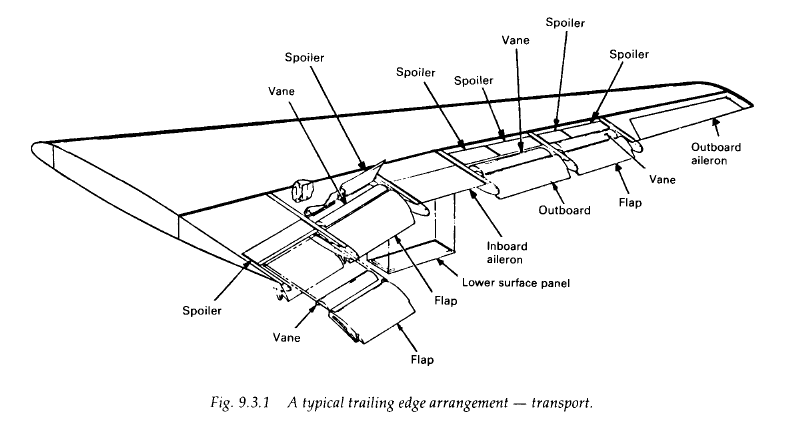 Spoiler
Vane
Spoiler
Spoiler
Spoiler
Vane
Spoiler
Vane
Outboard
aileron
Vane
Flap
Outboard
Inboard
aileron
Lower surface panel
Flap
Spoiler
Vane
Flap
Fig. 9.3.1 A typical trailing edge arrangement — transport.